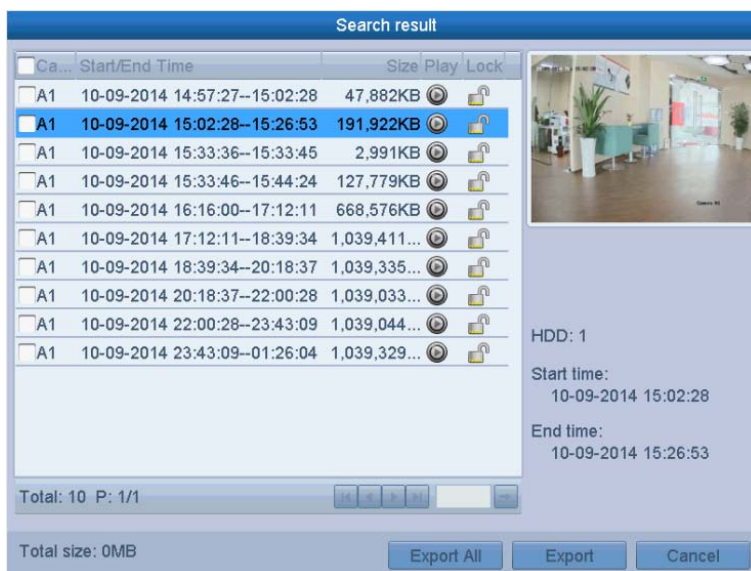 Search result
Ca... Start/End Time Size Play Lock
A1 10-09-2014 14:57:27--15:02:28 47,882KB
A1 10-09-2014 15:02:28--15:26:53 191,922KB
A1 10-09-2014 15:33:36--15:33:45 2,991KB
A1 10-09-2014 15:33:46--15:44:24 127,779KB
A1 10-09-2014 16:16:00--17:12:11 668,576KB
A1 10-09-2014 17:12:11--18:39:34 1,039,411...
A1 10-09-2014 18:39:34--20:18:37 1,039,335...
A1 10-09-2014 20:18:37--22:00:28 1,039,033...
A1 10-09-2014 22:00:28--23:43:09 1,039,044...
A1 10-09-2014 23:43:09--01:26:04 1,039,329...
HDD: 1
Start time:
10-09-2014 15:02:28
End time:
10-09-2014 15:26:53
Total: 10 P: 1/1
Total size: 0MB
Export All Export Cancel